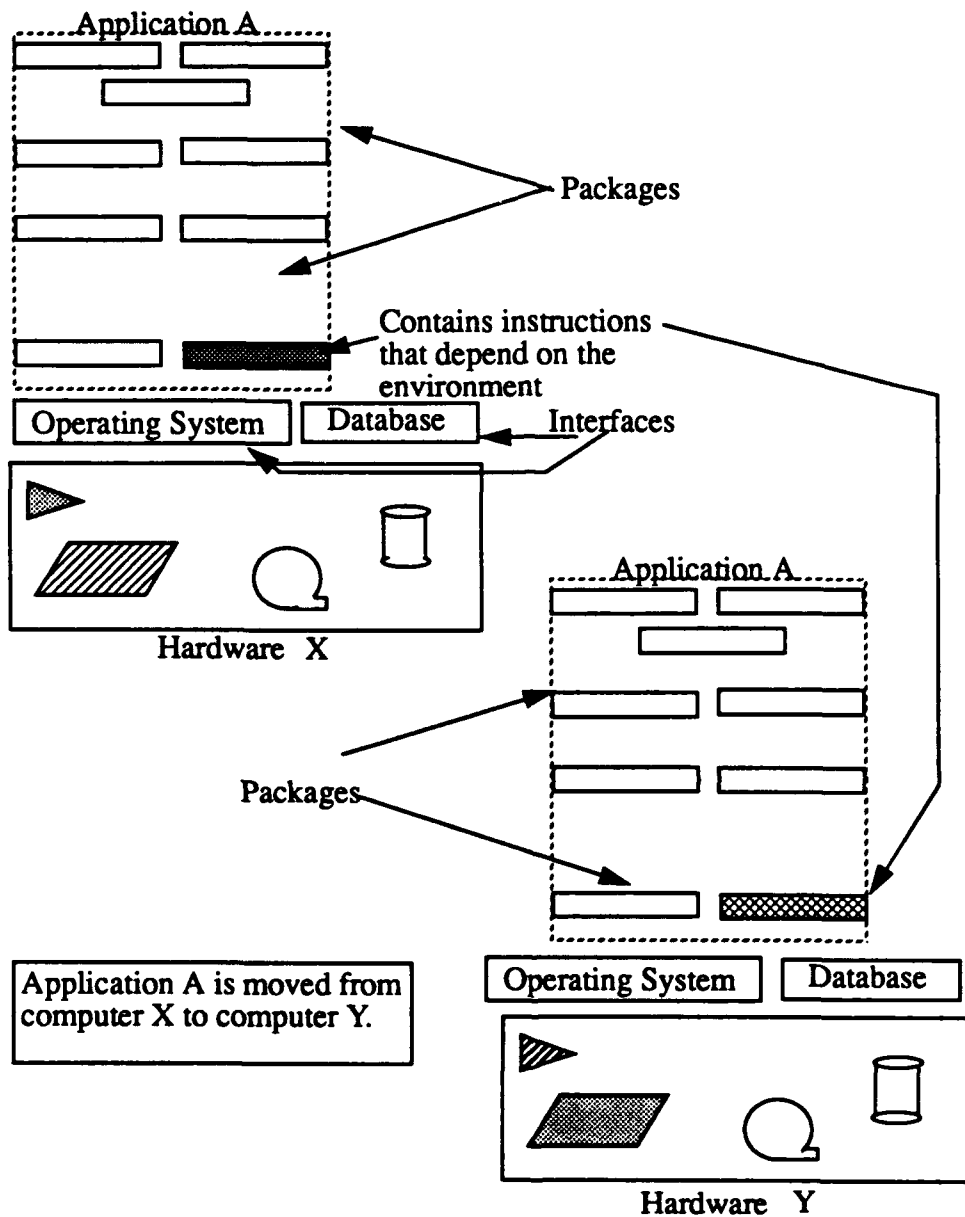 Application A
Packages
Contains instructions
that depend on the
environment
Operating System
Database
Interfaces
Hardware X
Application A
Packages
Application A is moved from
computer X to computer Y.
Operating System
Database
Hardware Y